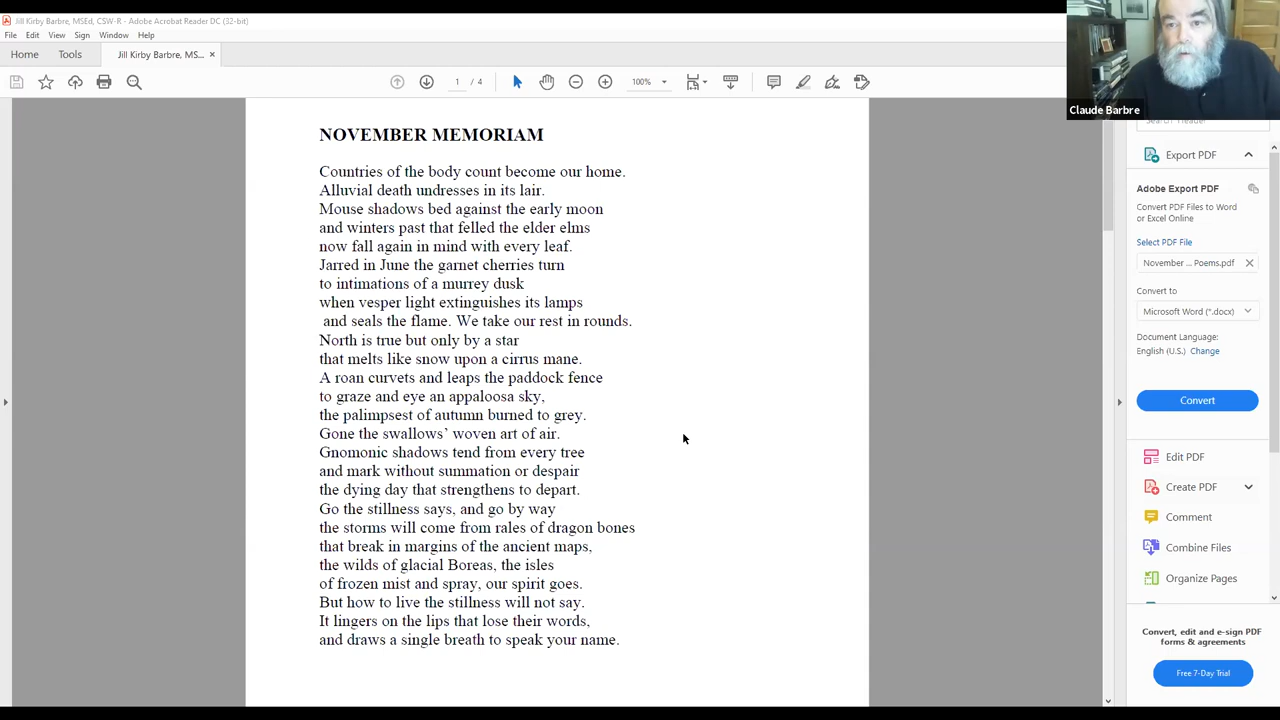 Jill Kirby Barbre, MSEd, CSW-R - Adobe Acrobat Reader DC (32-bit)
File Edit View Sign Window Help
Home Tools Jill Kirby Barbre, MS... ×
1 / 4 100%
Claude Barbre
NOVEMBER MEMORIAM
Countries of the body count become our home.
Alluvial death undresses in its lair.
Mouse shadows bed against the early moon
and winters past that felled the elder elms
now fall again in mind with every leaf.
Jarred in June the garnet cherries turn
to intimations of a murrey dusk
when vesper light extinguishes its lamps
and seals the flame. We take our rest in rounds.
North is true but only by a star
that melts like snow upon a cirrus mane.
A roan curvets and leaps the paddock fence
to graze and eye an appaloosa sky,
the palimpsest of autumn burned to grey.
Gone the swallows’ woven art of air.
Gnomonic shadows tend from every tree
and mark without summation or despair
the dying day that strengthens to depart.
Go the stillness says, and go by way
the storms will come from rales of dragon bones
that break in margins of the ancient maps,
the wilds of glacial Boreas, the isles
of frozen mist and spray, our spirit goes.
But how to live the stillness will not say.
It lingers on the lips that lose their words,
and draws a single breath to speak your name.
Export PDF
Adobe Export PDF
Convert PDF Files to Word
or Excel Online
Select PDF File
November ... Poems.pdf
Convert to
Microsoft Word (*.docx)
Document Language:
English (U.S.) Change
Convert
Edit PDF
Create PDF
Comment
Combine Files
Organize Pages
Convert, edit and e-sign PDF
forms & agreements
Free 7-Day Trial